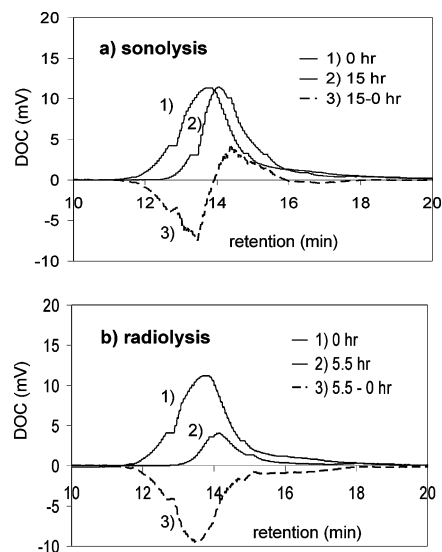 20
a) sonolysis
15
1) 0 hr
10
2) 15 hr
3) 15-0 hr
1)
2)
5
DOC (mV)
0
10 12 14 16 18 20
-5
3)
retention (min)
-10
20
b) radiolysis
15
1) 0 hr
10
2) 5.5 hr
3) 5.5 - 0 hr
1)
5
2)
DOC (mV)
0
10 12 14 16 18 20
-5
3)
retention (min)
-10